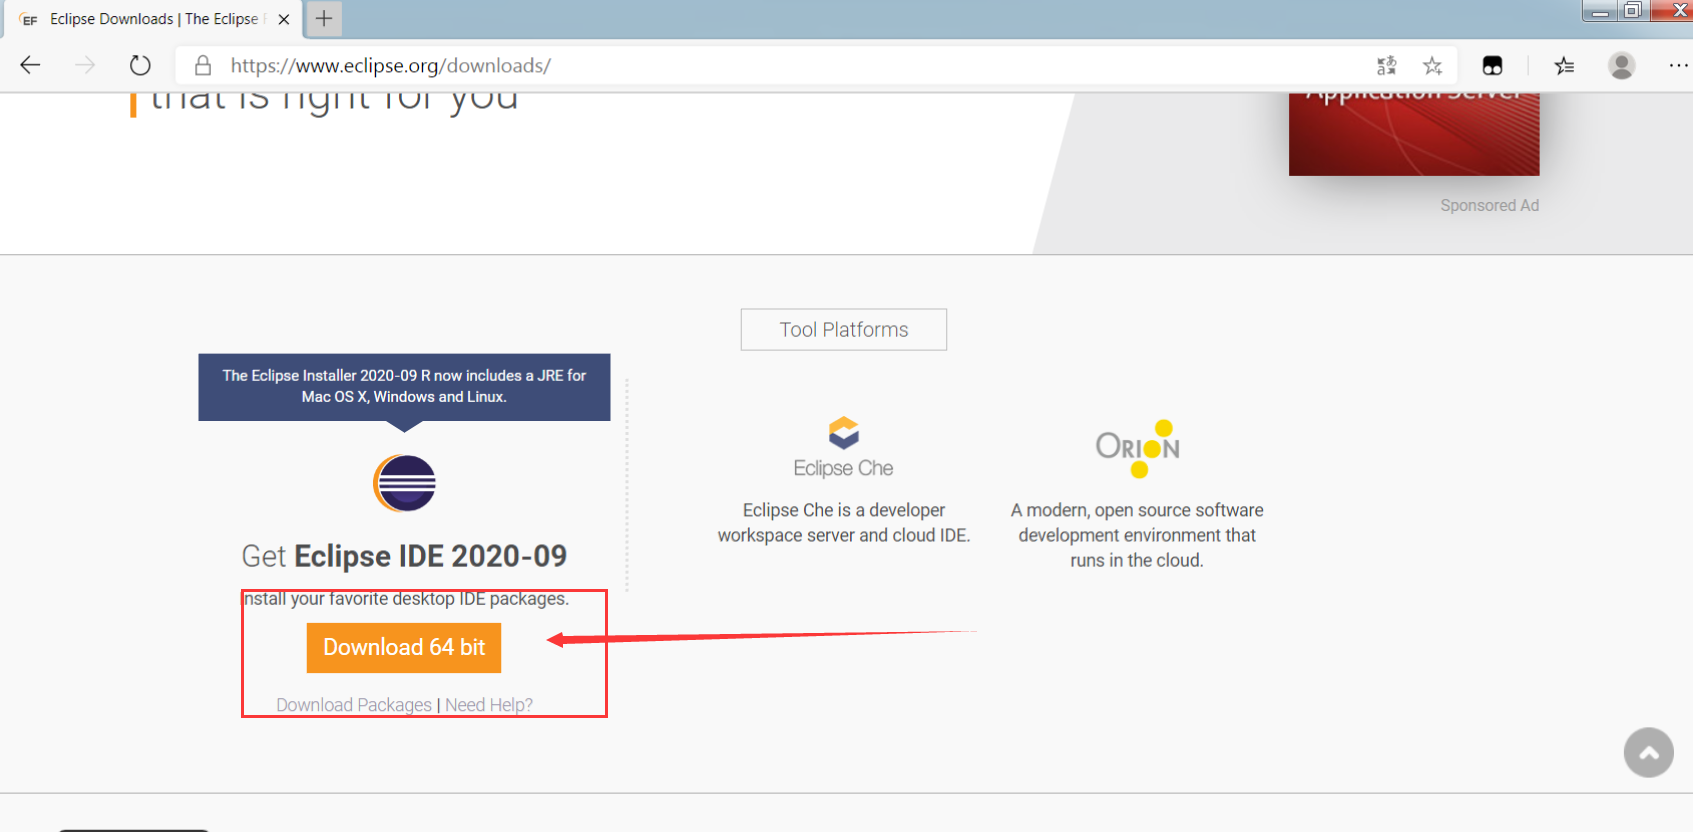 EF Eclipse Downloads | The Eclipse F
https://www.eclipse.org/downloads/
that is right for you
Application Server
Sponsored Ad
Tool Platforms
The Eclipse Installer 2020-09 R now includes a JRE for
Mac OS X, Windows and Linux.
Eclipse Che
ORION
Eclipse Che is a developer
workspace server and cloud IDE.
A modern, open source software
development environment that
runs in the cloud.
Get Eclipse IDE 2020-09
Install your favorite desktop IDE packages.
Download 64 bit
Download Packages | Need Help?